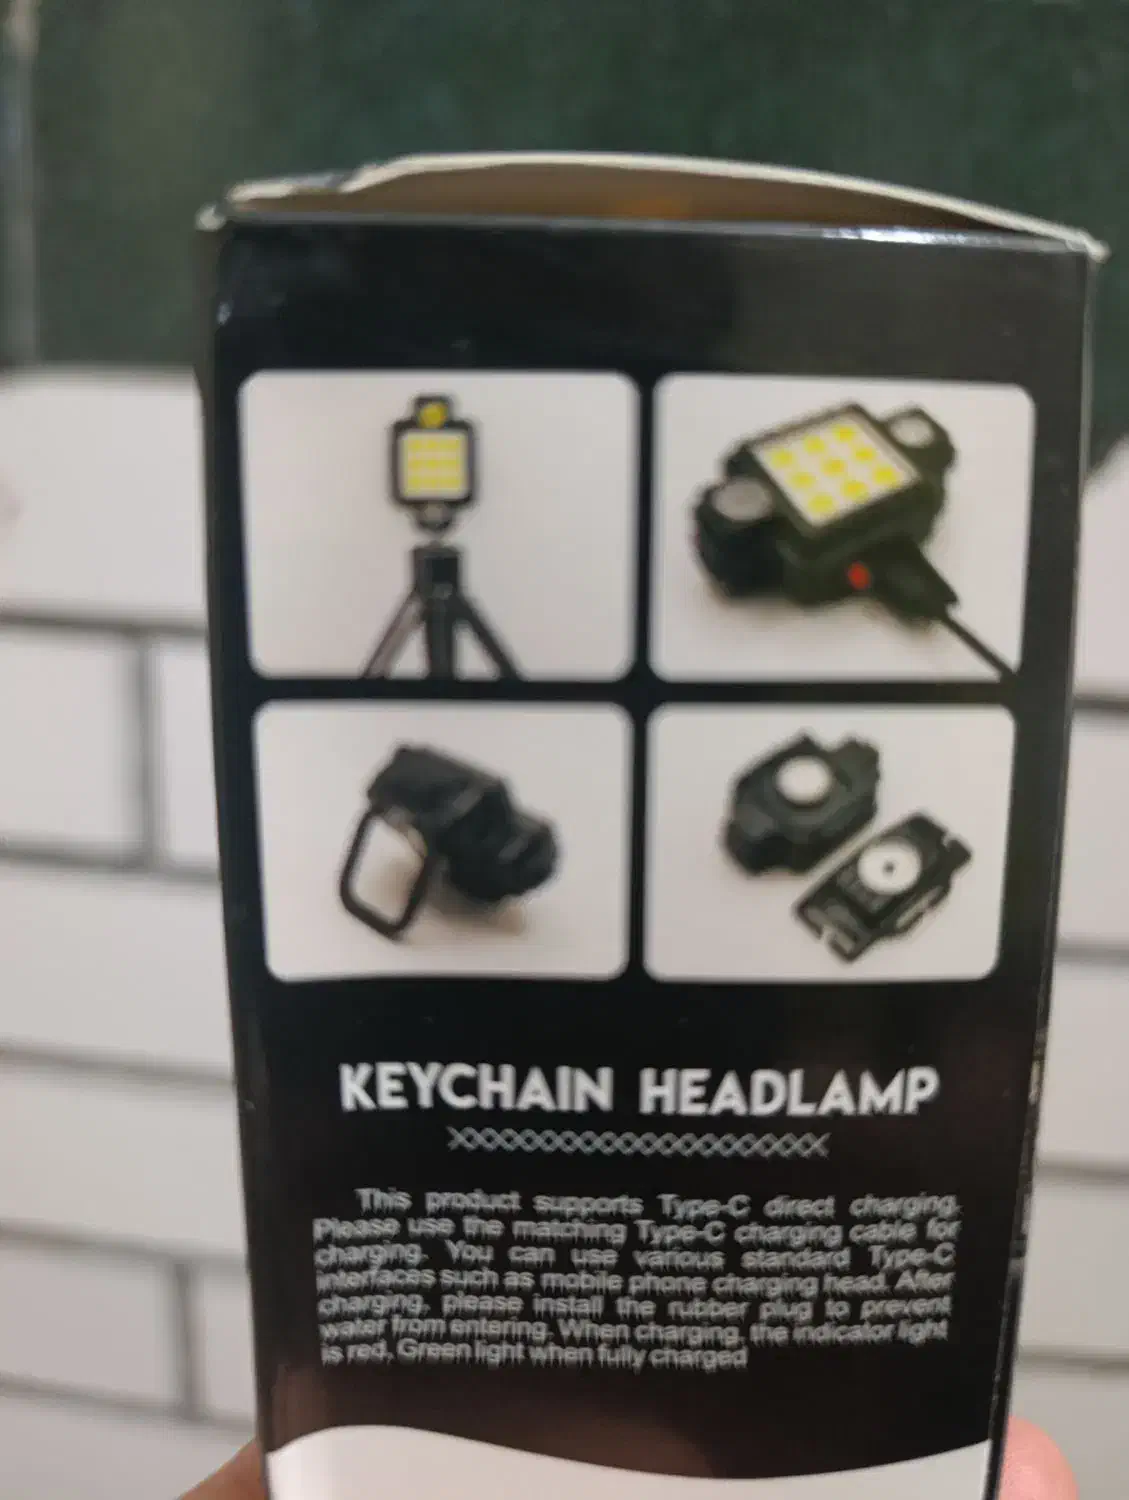 KEYCHAIN HEADLAMP
This product supports Type-C direct charging.
Please use the matching Type-C charging cable for
charging. You can use various standard Type-C
interfaces such as mobile phone charging head. After
charging, please install the rubber plug to prevent
water from entering. When charging, the indicator light
is red, Green light when fully charged